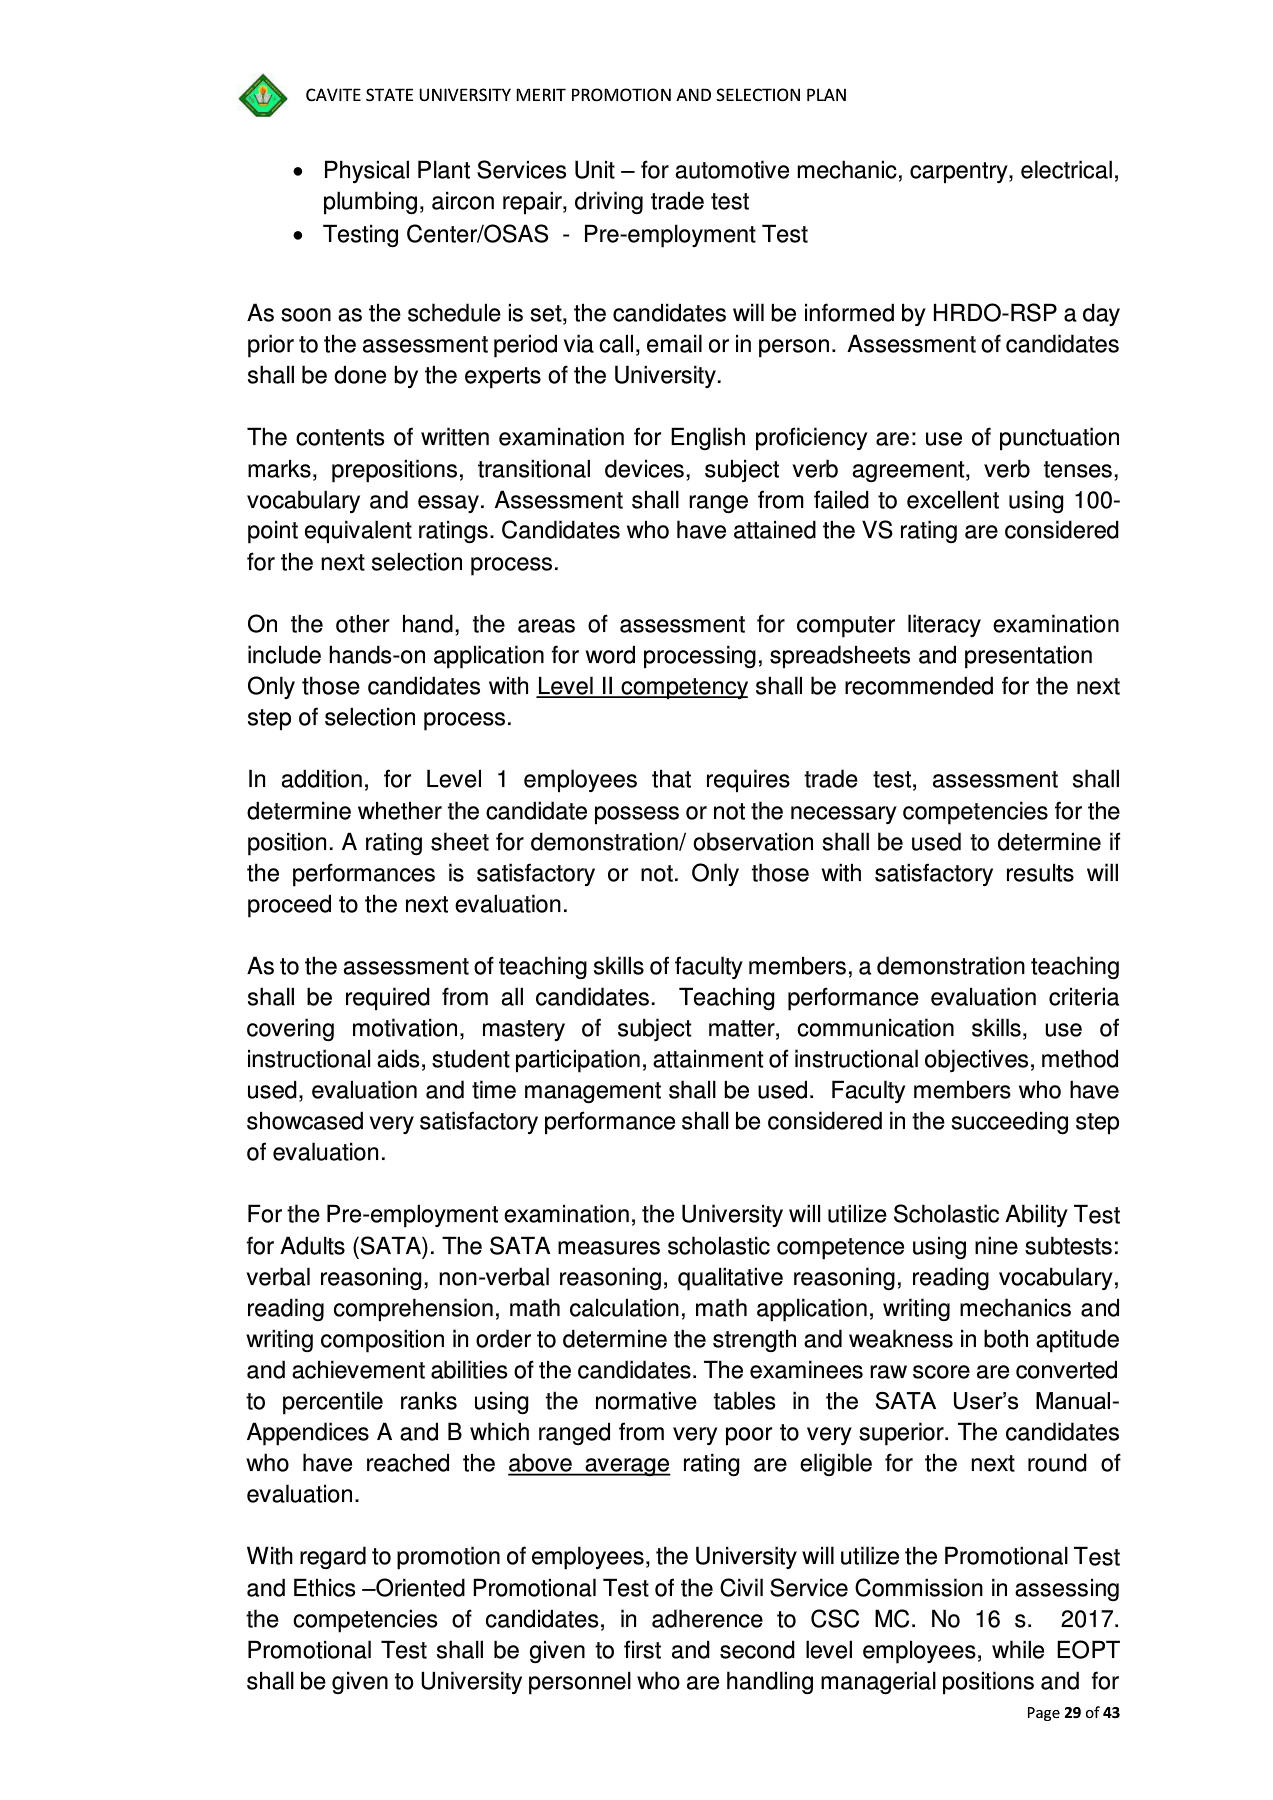 CAVITE STATE UNIVERSITY MERIT PROMOTION AND SELECTION PLAN
• Physical Plant Services Unit – for automotive mechanic, carpentry, electrical,
plumbing, aircon repair, driving trade test
• Testing Center/OSAS - Pre-employment Test
As soon as the schedule is set, the candidates will be informed by HRDO-RSP a day
prior to the assessment period via call, email or in person. Assessment of candidates
shall be done by the experts of the University.
The contents of written examination for English proficiency are: use of punctuation
marks, prepositions, transitional devices, subject verb agreement, verb tenses,
vocabulary and essay. Assessment shall range from failed to excellent using 100-
point equivalent ratings. Candidates who have attained the VS rating are considered
for the next selection process.
On the other hand, the areas of assessment for computer literacy examination
include hands-on application for word processing, spreadsheets and presentation
Only those candidates with Level II competency shall be recommended for the next
step of selection process.
In addition, for Level 1 employees that requires trade test, assessment shall
determine whether the candidate possess or not the necessary competencies for the
position. A rating sheet for demonstration/ observation shall be used to determine if
the performances is satisfactory or not. Only those with satisfactory results will
proceed to the next evaluation.
As to the assessment of teaching skills of faculty members, a demonstration teaching
shall be required from all candidates. Teaching performance evaluation criteria
covering motivation, mastery of subject matter, communication skills, use of
instructional aids, student participation, attainment of instructional objectives, method
used, evaluation and time management shall be used. Faculty members who have
showcased very satisfactory performance shall be considered in the succeeding step
of evaluation.
For the Pre-employment examination, the University will utilize Scholastic Ability Test
for Adults (SATA). The SATA measures scholastic competence using nine subtests:
verbal reasoning, non-verbal reasoning, qualitative reasoning, reading vocabulary,
reading comprehension, math calculation, math application, writing mechanics and
writing composition in order to determine the strength and weakness in both aptitude
and achievement abilities of the candidates. The examinees raw score are converted
to percentile ranks using the normative tables in the SATA User’s Manual-
Appendices A and B which ranged from very poor to very superior. The candidates
who have reached the above average rating are eligible for the next round of
evaluation.
With regard to promotion of employees, the University will utilize the Promotional Test
and Ethics –Oriented Promotional Test of the Civil Service Commission in assessing
the competencies of candidates, in adherence to CSC MC. No 16 s. 2017.
Promotional Test shall be given to first and second level employees, while EOPT
shall be given to University personnel who are handling managerial positions and for
Page 29 of 43